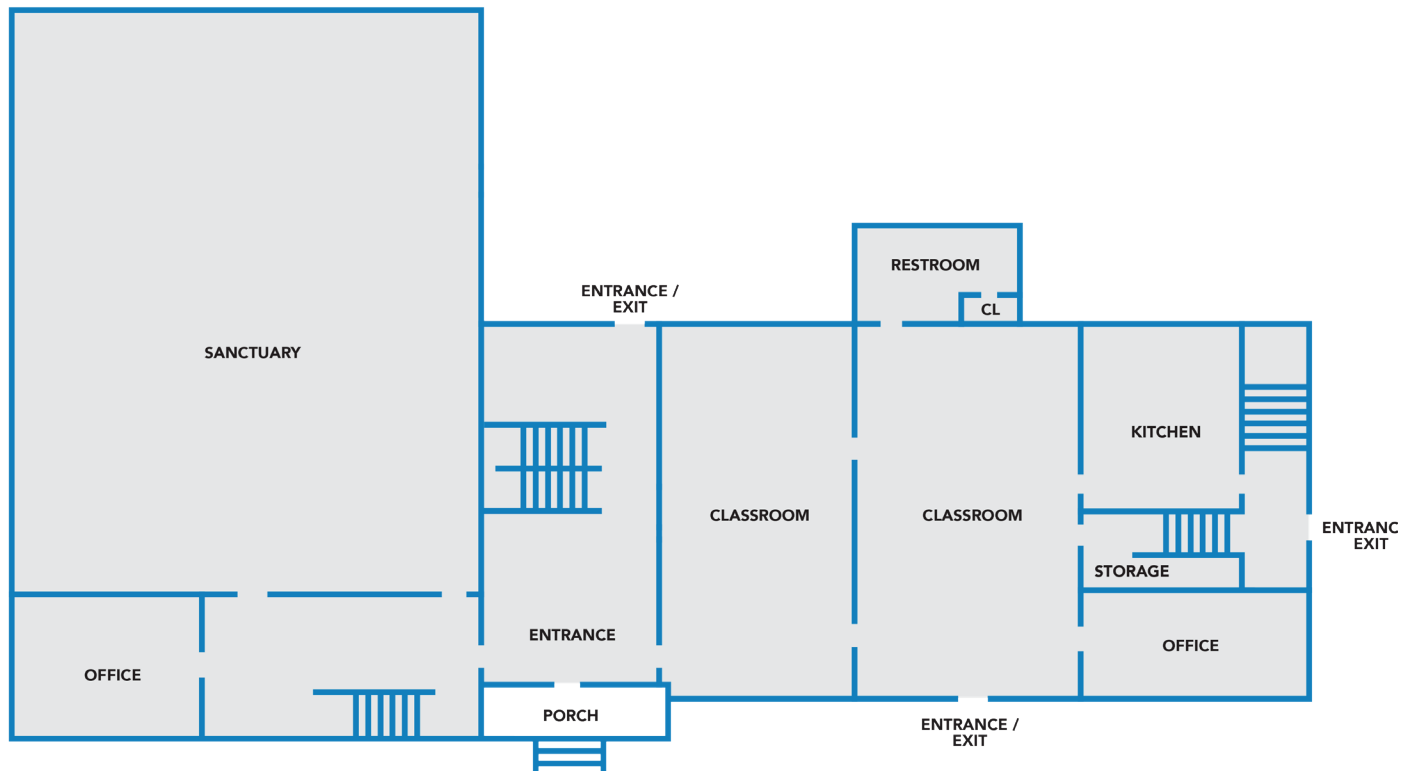 RESTROOM
ENTRANCE /
EXIT
CL
SANCTUARY
KITCHEN
CLASSROOM
CLASSROOM
ENTRANC
EXIT
STORAGE
ENTRANCE
OFFICE
OFFICE
PORCH
ENTRANCE /
EXIT